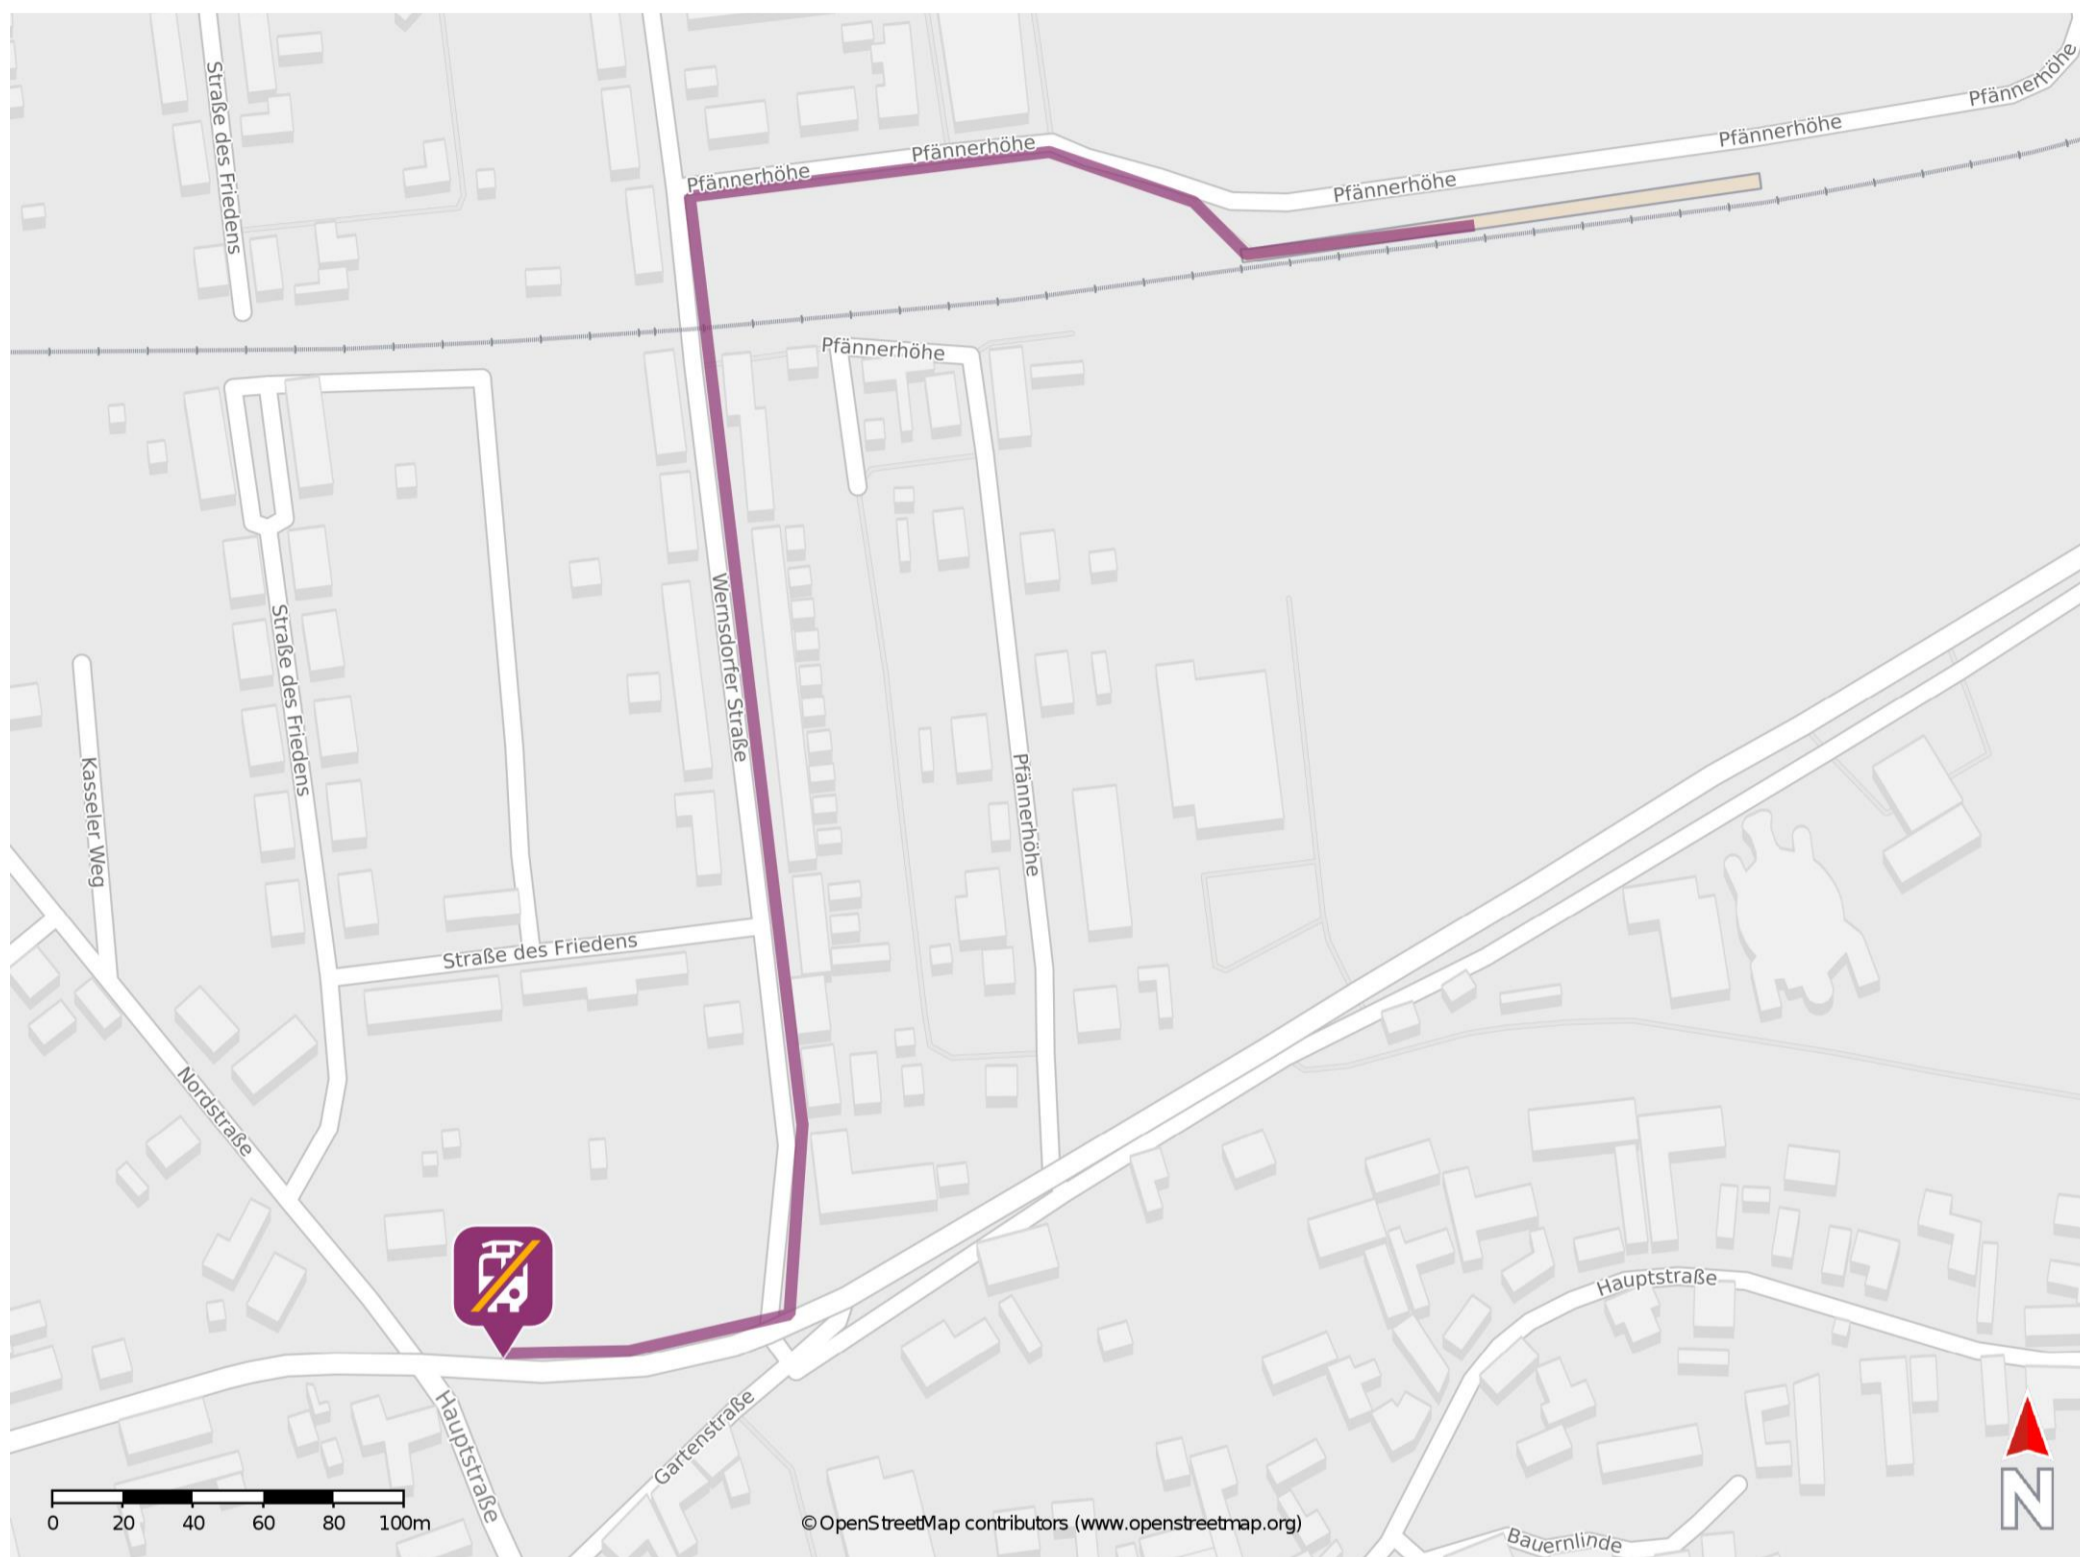 Pfännerhöhe
Straße des Friedens
Pfännerhöhe
Pfännerhöhe
Pfännerhöhe
Pfännerhöhe
Pfännerhöhe
Wernsdorfer Straße
Straße des Friedens
Kasseler Weg
Pfännerhöhe
Straße des Friedens
Nordstraße
Hauptstraße
Hauptstraße
Gartenstraße
N
0 20 40 60 80 100m
©OpenStreetMap contributors (www.openstreetmap.org)
Bauernlinde